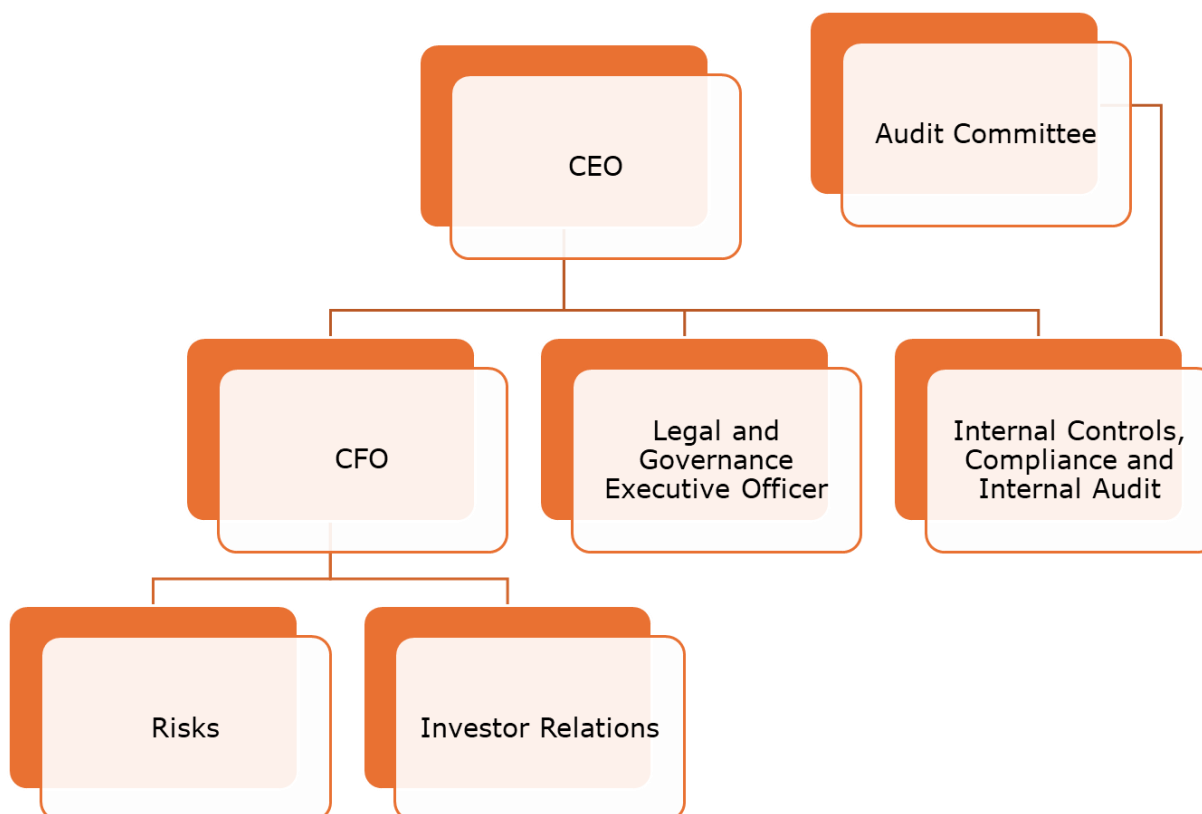 Audit Committee
CEO
CFO
Legal and
Governance
Executive Officer
Internal Controls,
Compliance and
Internal Audit
Risks
Investor Relations